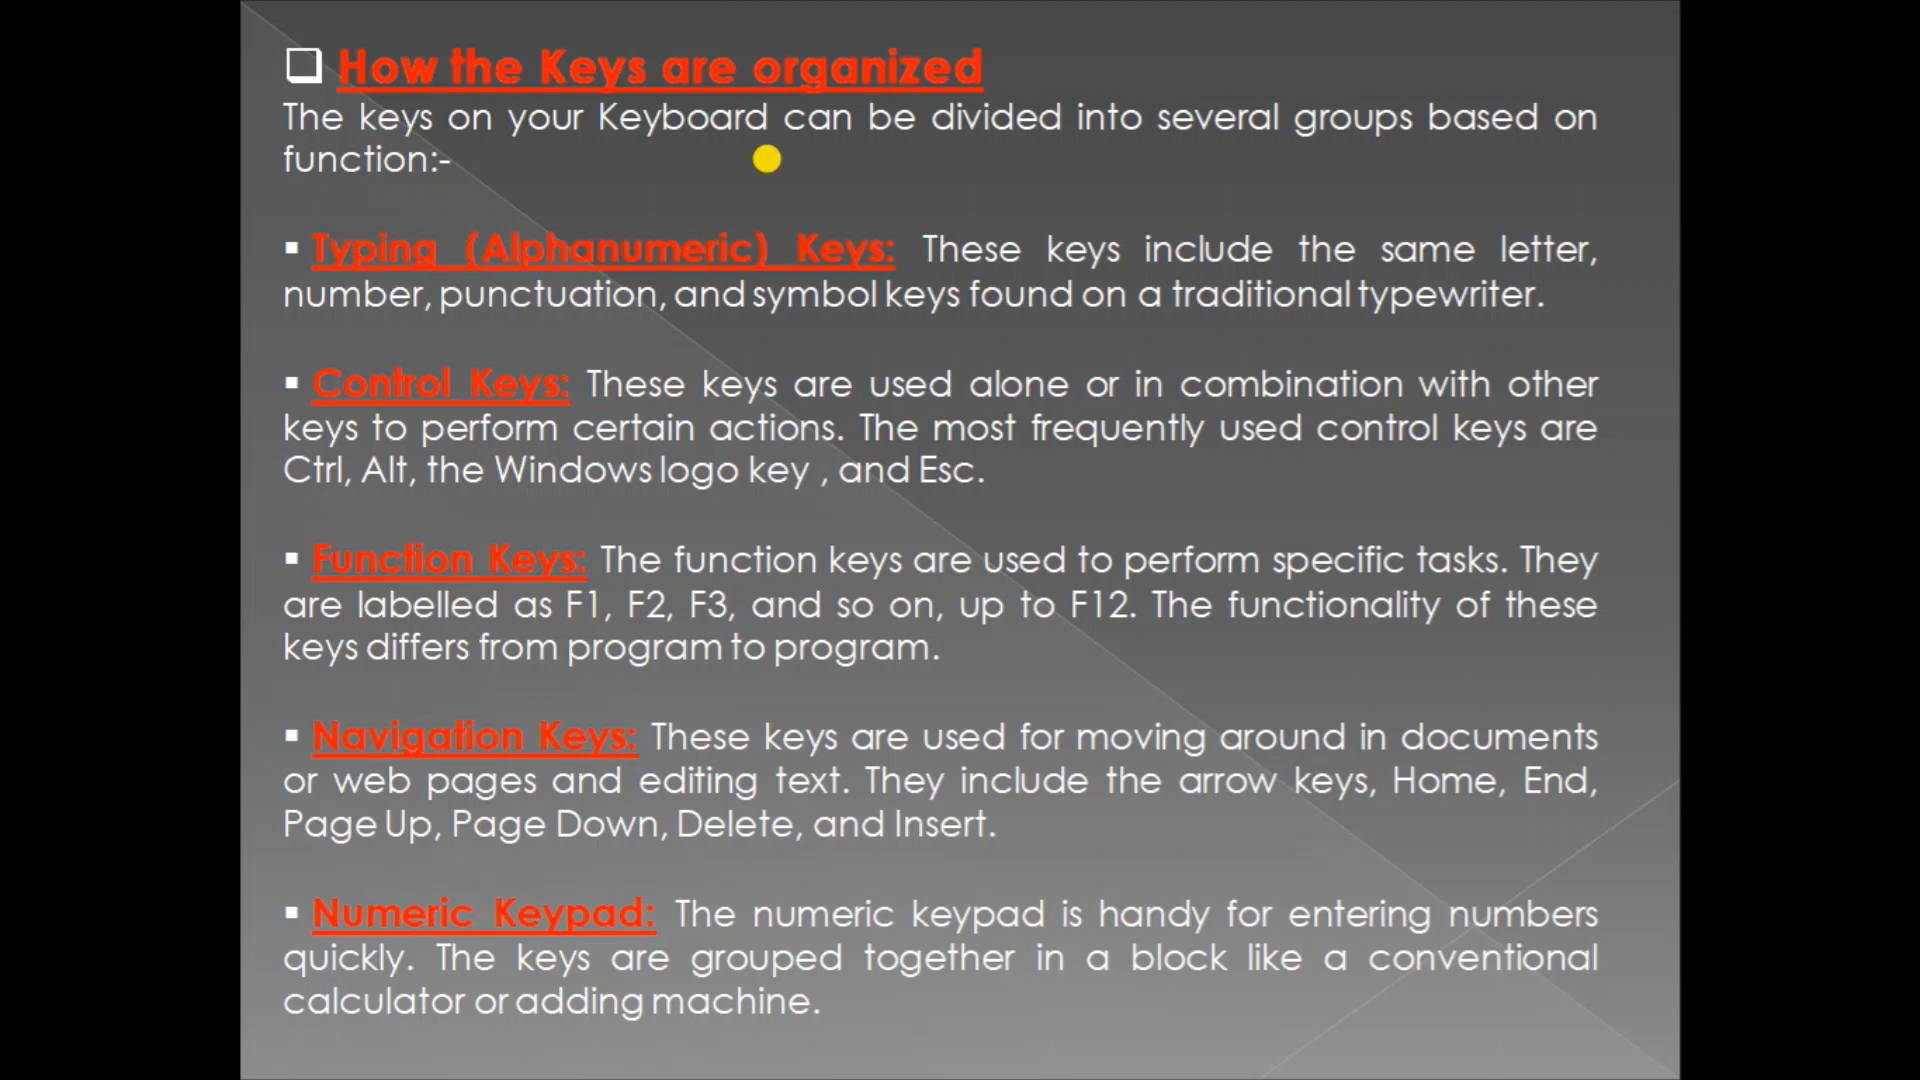 How the Keys are organized
The keys on your Keyboard can be divided into several groups based on
function:-
▪ Typing (Alphanumeric) Keys: These keys include the same letter,
number, punctuation, and symbol keys found on a traditional typewriter.
▪ Control Keys: These keys are used alone or in combination with other
keys to perform certain actions. The most frequently used control keys are
Ctrl, Alt, the Windows logo key , and Esc.
▪ Function Keys: The function keys are used to perform specific tasks. They
are labelled as F1, F2, F3, and so on, up to F12. The functionality of these
keys differs from program to program.
▪ Navigation Keys: These keys are used for moving around in documents
or web pages and editing text. They include the arrow keys, Home, End,
Page Up, Page Down, Delete, and Insert.
▪ Numeric Keypad: The numeric keypad is handy for entering numbers
quickly. The keys are grouped together in a block like a conventional
calculator or adding machine.